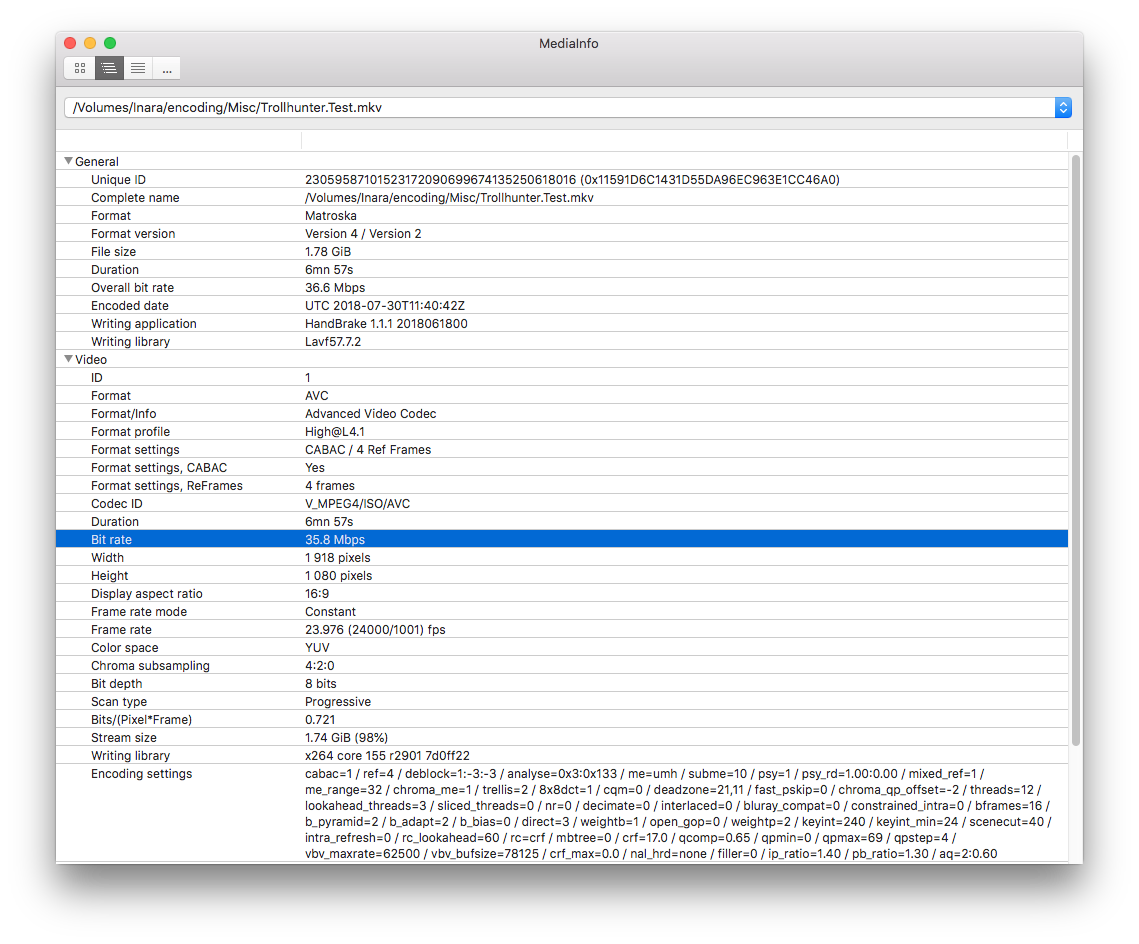 MediaInfo
...
/Volumes/Inara/encoding/Misc/Trollhunter.Test.mkv
General
Unique ID 230595871015231720906996741352506​18016 (0x11591D6C1431D55DA96EC963E1CC46A0)
Complete name /Volumes/Inara/encoding/Misc/Trollhunter.Test.mkv
Format Matroska
Format version Version 4 / Version 2
File size 1.78 GiB
Duration 6mn 57s
Overall bit rate 36.6 Mbps
Encoded date UTC 2018-07-30T11:40:42Z
Writing application HandBrake 1.1.1 2018061800
Writing library Lavf57.7.2
Video
ID 1
Format AVC
Format/Info Advanced Video Codec
Format profile High@L4.1
Format settings CABAC / 4 Ref Frames
Format settings, CABAC Yes
Format settings, ReFrames 4 frames
Codec ID V_MPEG4/ISO/AVC
Duration 6mn 57s
Bit rate 35.8 Mbps
Width 1 918 pixels
Height 1 080 pixels
Display aspect ratio 16:9
Frame rate mode Constant
Frame rate 23.976 (24000/1001) fps
Color space YUV
Chroma subsampling 4:2:0
Bit depth 8 bits
Scan type Progressive
Bits/(Pixel*Frame) 0.721
Stream size 1.74 GiB (98%)
Writing library x264 core 155 r2901 7d0ff22
Encoding settings cabac=1 / ref=4 / deblock=1:-3:-3 / analyse=0x3:0x133 / me=umh / subme=10 / psy=1 / psy_rd=1.00:0.00 / mixed_ref=1 /
me_range=32 / chroma_me=1 / trellis=2 / 8x8dct=1 / cqm=0 / deadzone=21,11 / fast_pskip=0 / chroma_qp_offset=-2 / threads=12 /
lookahead_threads=3 / sliced_threads=0 / nr=0 / decimate=0 / interlaced=0 / bluray_compat=0 / constrained_intra=0 / bframes=16 /
b_pyramid=2 / b_adapt=2 / b_bias=0 / direct=3 / weightb=1 / open_gop=0 / weightp=2 / keyint=240 / keyint_min=24 / scenecut=40 /
intra_refresh=0 / rc_lookahead=60 / rc=crf / mbtree=0 / crf=17.0 / qcomp=0.65 / qpmin=0 / qpmax=69 / qpstep=4 /
vbv_maxrate=62500 / vbv_bufsize=78125 / crf_max=0.0 / nal_hrd=none / filler=0 / ip_ratio=1.40 / pb_ratio=1.30 / aq=2:0.60